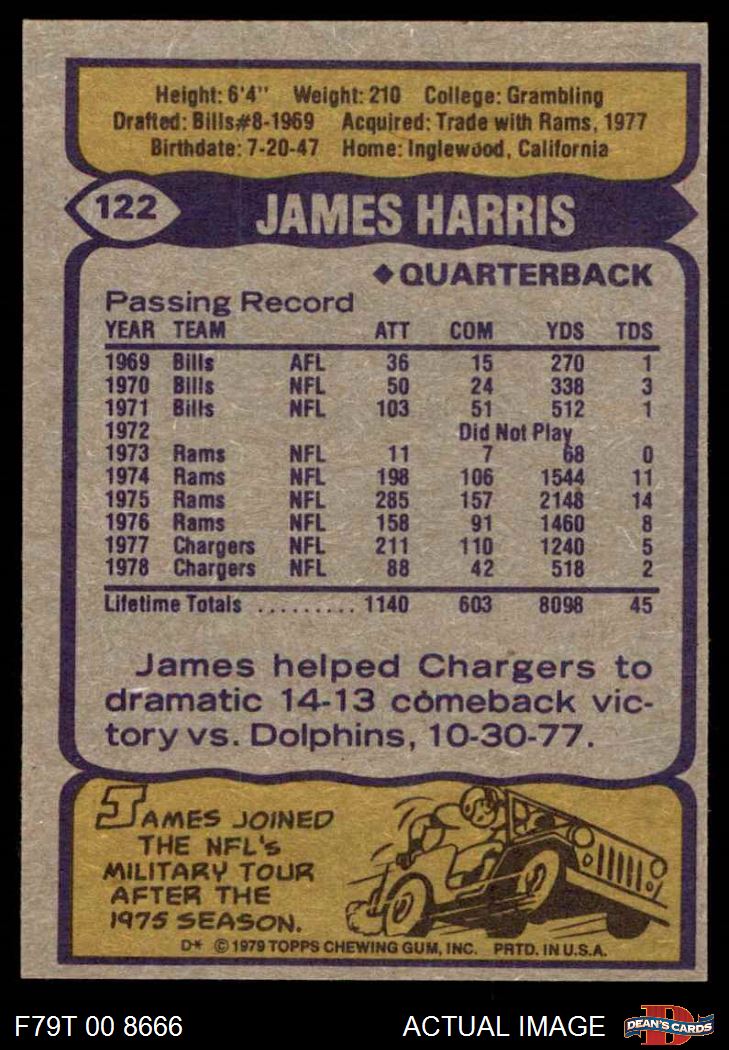 Height: 6'4" Weight: 210 College: Grambling
Drafted: Bills#8-1969 Acquired: Trade with Rams, 1977
Birthdate: 7-20-47 Home: Inglewood, California
122 JAMES HARRIS
◆QUARTERBACK
Passing Record
YEAR TEAM ATT COM YDS TDS
1969 Bills AFL 36 15 270 1
1970 Bills NFL 50 24 338 3
1971 Bills NFL 103 51 512 1
1972 Did Not Play
1973 Rams NFL 11 7 68 0
1974 Rams NFL 198 106 1544 11
1975 Rams NFL 285 157 2148 14
1976 Rams NFL 158 91 1460 8
1977 Chargers NFL 211 110 1240 5
1978 Chargers NFL 88 42 518 2
Lifetime Totals .......... 1140 603 8098 45
James helped Chargers to
dramatic 14-13 comeback vic-
tory vs. Dolphins, 10-30-77.
JAMES JOINED
THE NFL'S
MILITARY TOUR
AFTER THE
1975 SEASON.
D* © 1979 TOPPS CHEWING GUM, INC. PRTD. IN U.S.A.
F79T 00 8666 ACTUAL IMAGE D DEAN'S CARDS